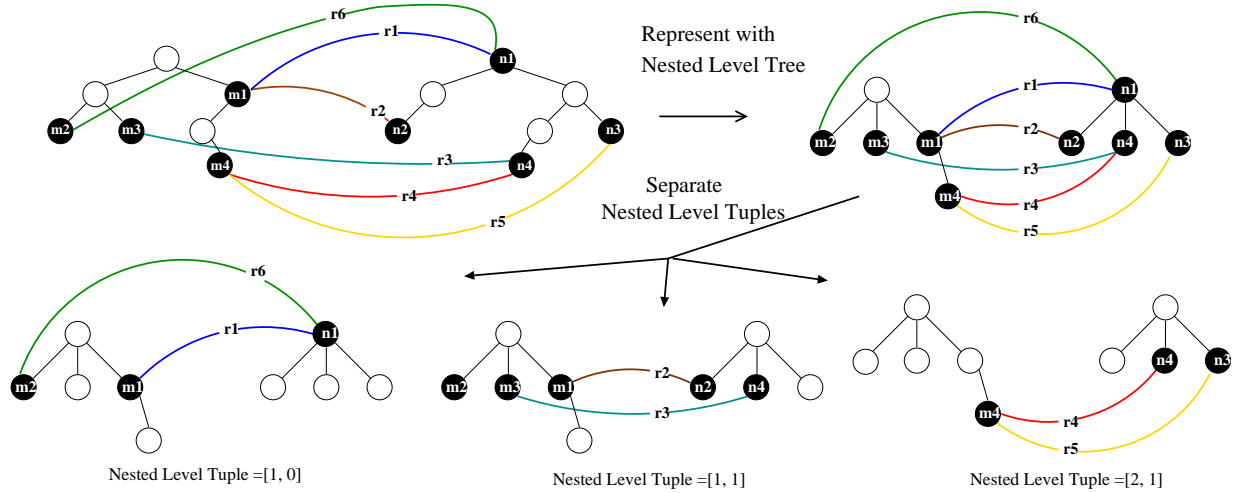 r6
r1
n1
m1
r2
m2
m3
n2
n3
r3
m4
n4
r4
r5
Represent with
Nested Level Tree
r6
n1
r1
r2
m2
m3
m1
n2
n4
n3
r3
m4
r4
r5
Separate
Nested Level Tuples
r6
r1
n1
m2
m1
Nested Level Tuple =[1, 0]
r2
m2
m3
m1
n2
n4
r3
Nested Level Tuple =[1, 1]
n4
n3
m4
r4
r5
Nested Level Tuple =[2, 1]